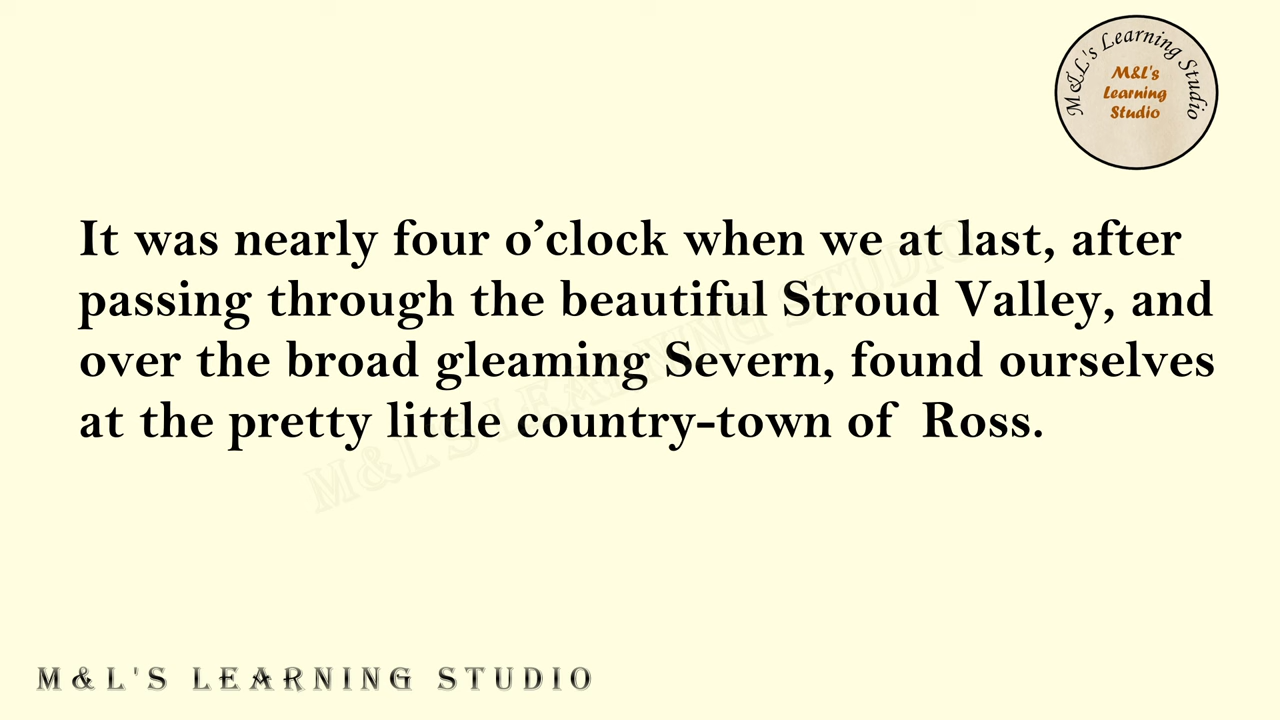 M&L's Learning Studio
M&L's
Learning
Studio
It was nearly four o’clock when we at last, after
passing through the beautiful Stroud Valley, and
over the broad gleaming Severn, found ourselves
at the pretty little country-town of  Ross.
M&L'S LEARNING STUDIO
M&L'S LEARNING STUDIO